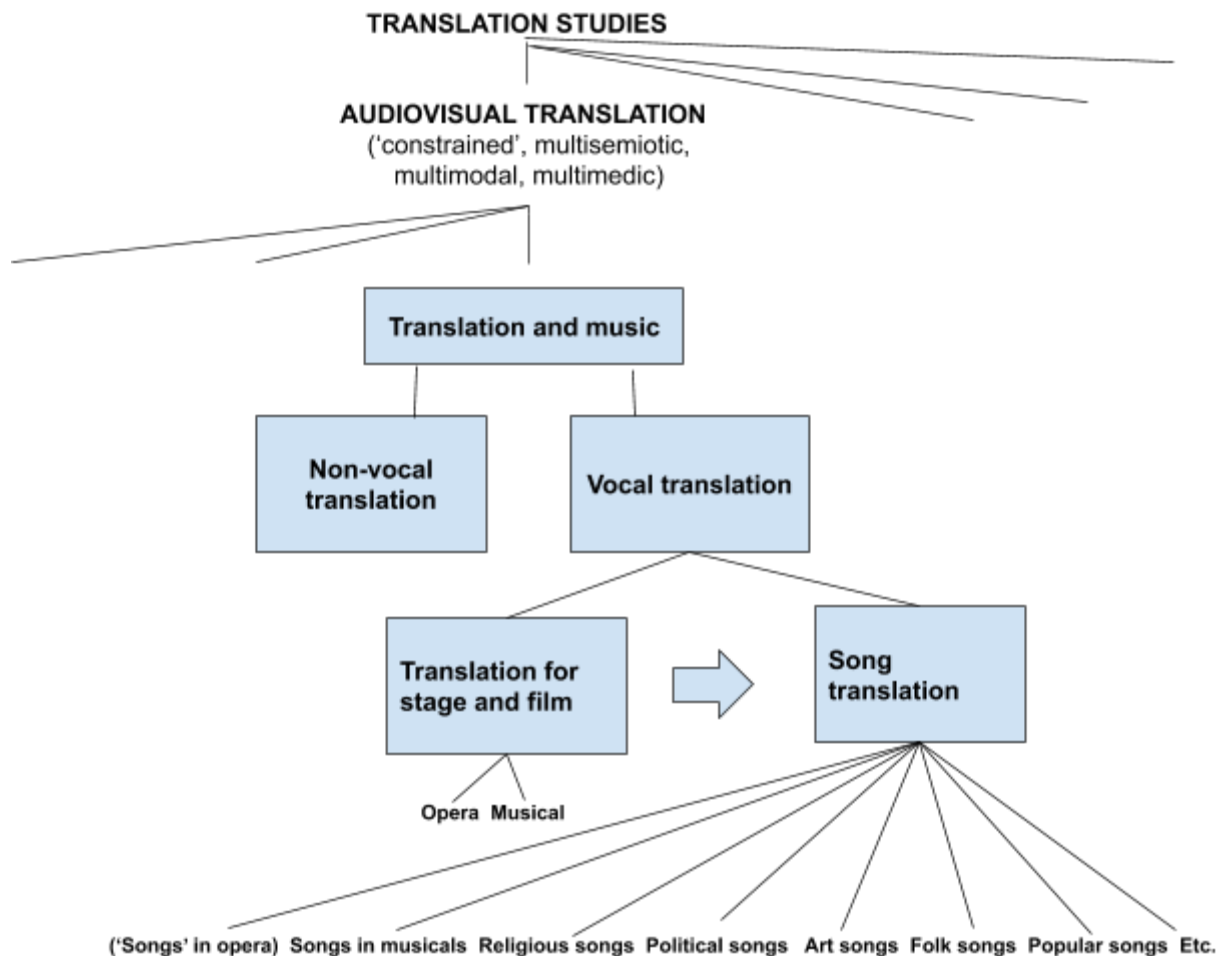 TRANSLATION STUDIES
AUDIOVISUAL TRANSLATION
(‘constrained’, multisemiotic,
multimodal, multimedic)
Translation and music
Non-vocal
translation
Vocal translation
Translation for
stage and film
Song
translation
Opera Musical
(‘Songs’ in opera) Songs in musicals Religious songs Political songs Art songs Folk songs Popular songs Etc.